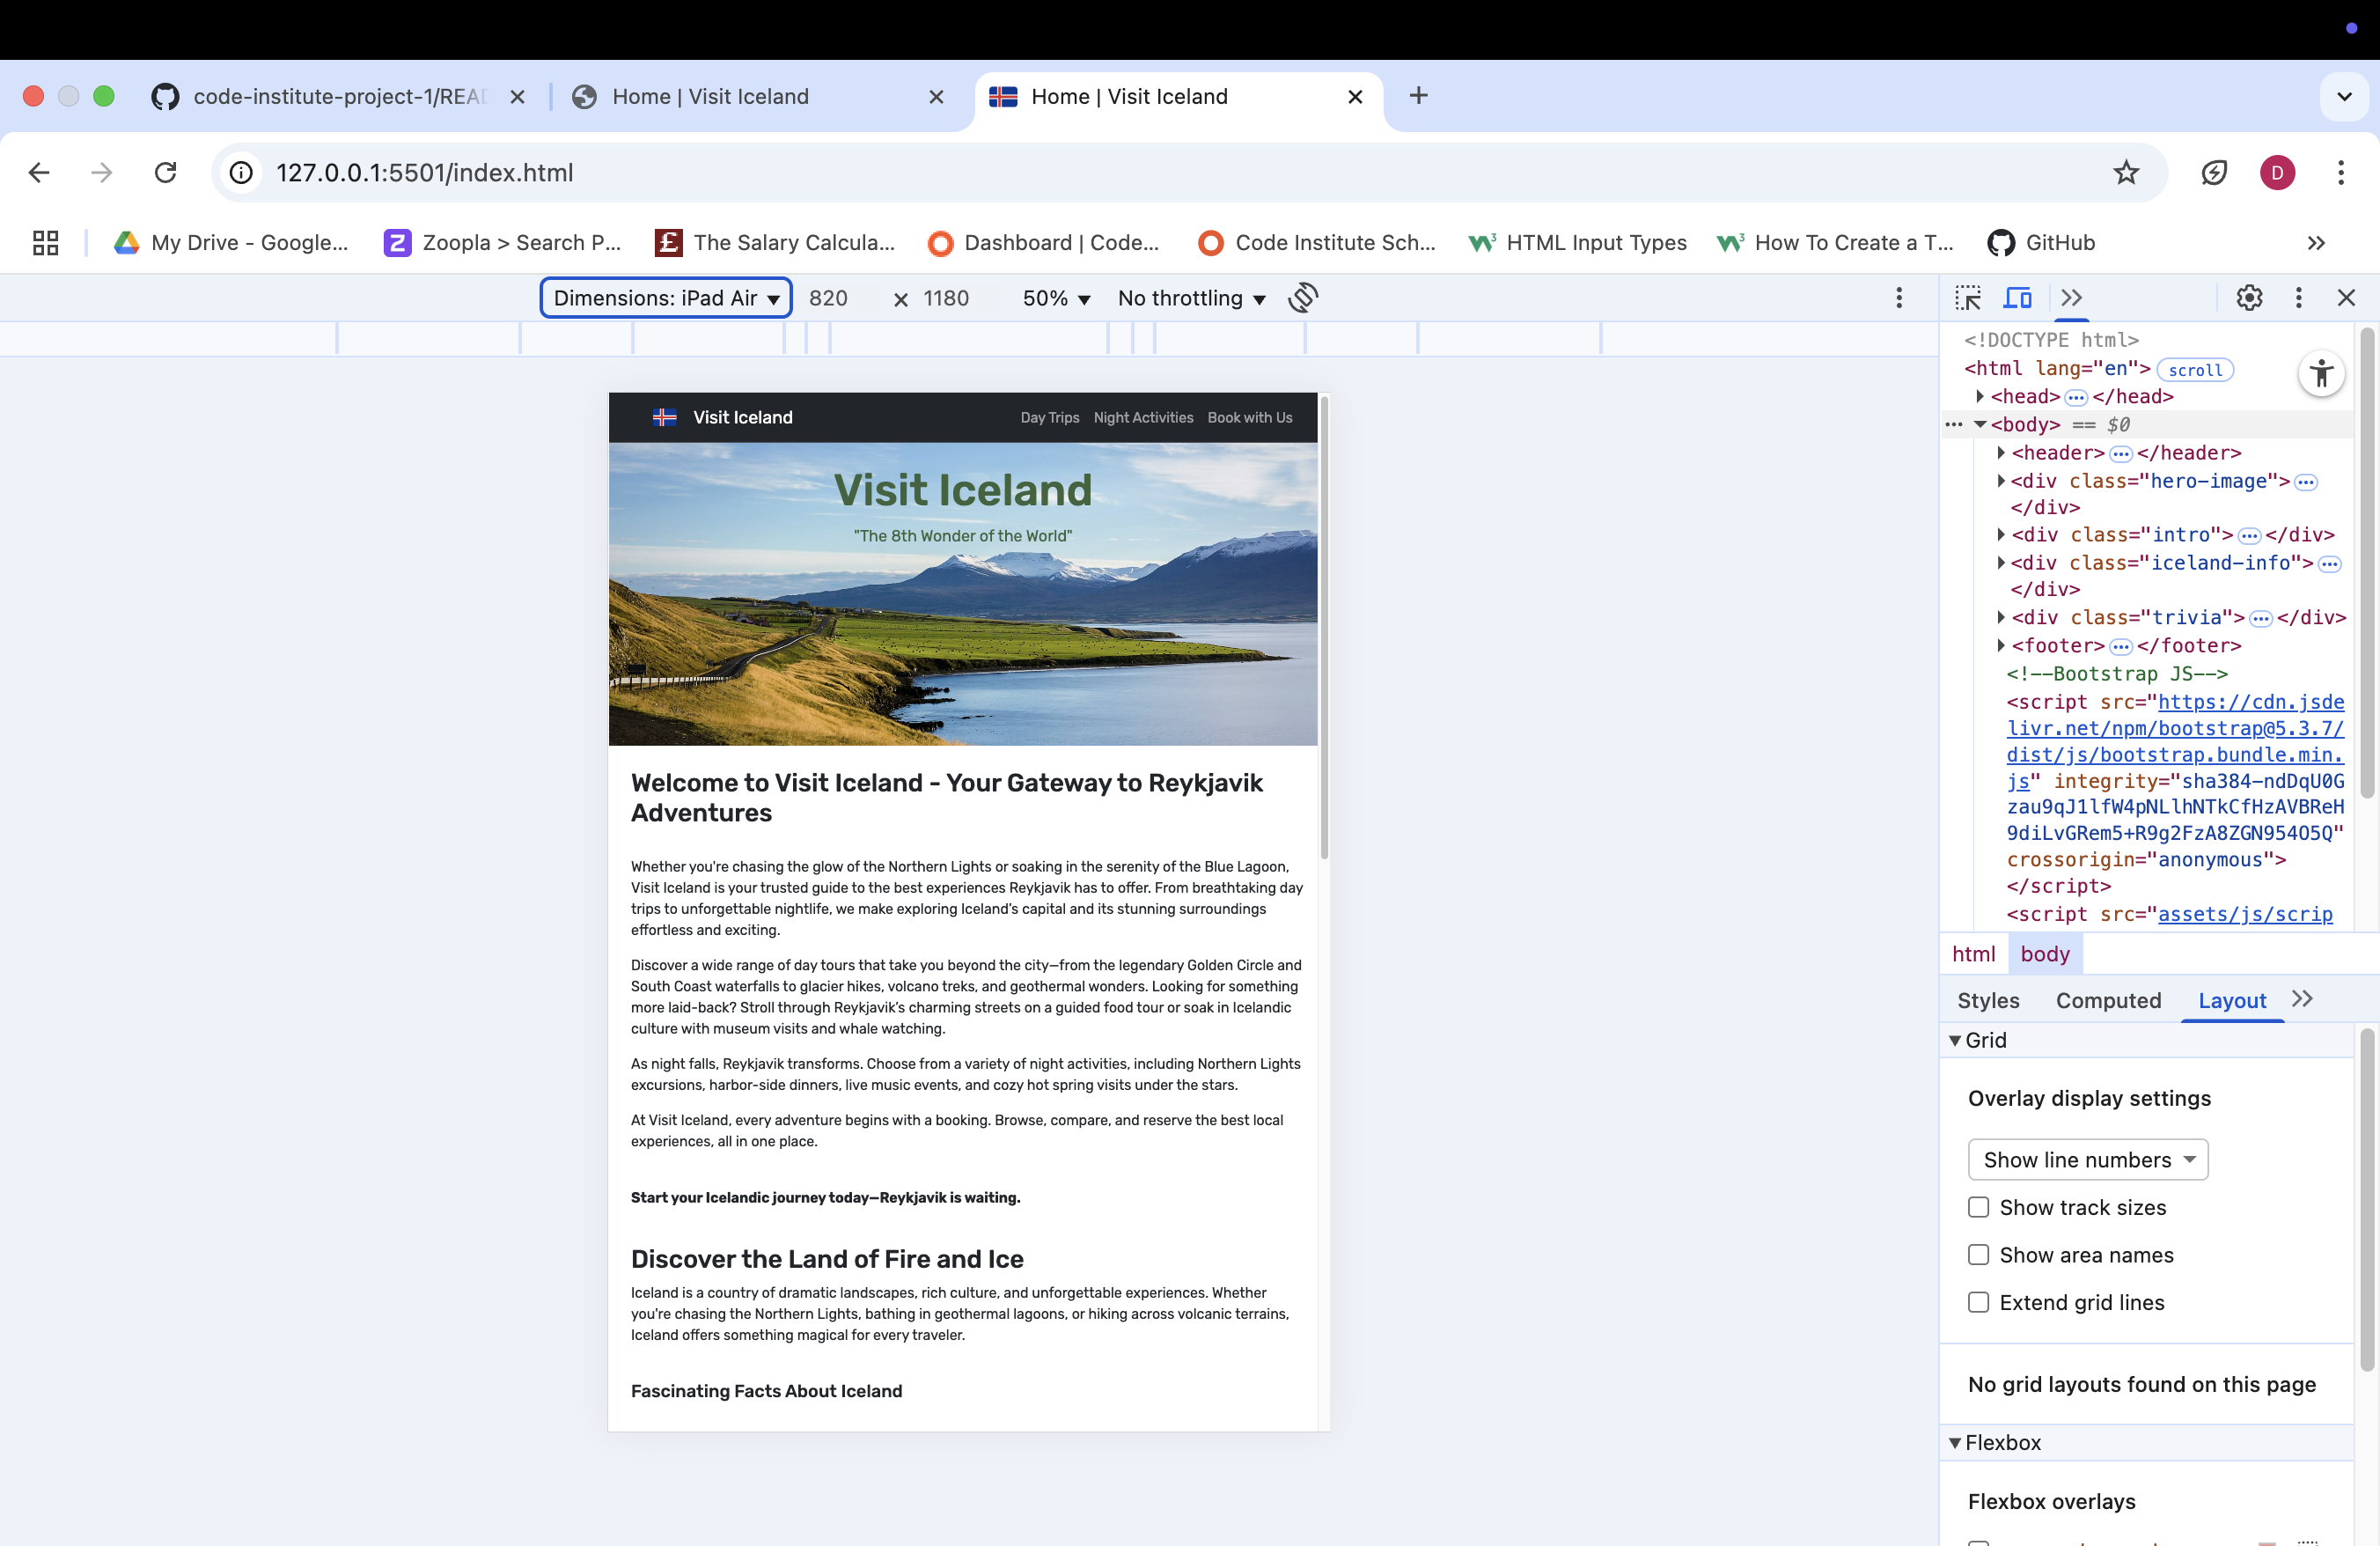 code-institute-project-1/REA
Home | Visit Iceland
Home | Visit Iceland
127.0.0.1:5501/index.html
D
My Drive - Google...
Zoopla > Search P...
The Salary Calcula...
Dashboard | Code...
Code Institute Sch...
HTML Input Types
How To Create a T...
GitHub
Dimensions: iPad Air
820 x 1180
50%
No throttling
Visit Iceland
Day Trips
Night Activities
Book with Us
Visit Iceland
"The 8th Wonder of the World"
Welcome to Visit Iceland - Your Gateway to Reykjavik
Adventures
Whether you're chasing the glow of the Northern Lights or soaking in the serenity of the Blue Lagoon,
Visit Iceland is your trusted guide to the best experiences Reykjavik has to offer. From breathtaking day
trips to unforgettable nightlife, we make exploring Iceland's capital and its stunning surroundings
effortless and exciting.
Discover a wide range of day tours that take you beyond the city—from the legendary Golden Circle and
South Coast waterfalls to glacier hikes, volcano treks, and geothermal wonders. Looking for something
more laid-back? Stroll through Reykjavik's charming streets on a guided food tour or soak in Icelandic
culture with museum visits and whale watching.
As night falls, Reykjavik transforms. Choose from a variety of night activities, including Northern Lights
excursions, harbor-side dinners, live music events, and cozy hot spring visits under the stars.
At Visit Iceland, every adventure begins with a booking. Browse, compare, and reserve the best local
experiences, all in one place.
Start your Icelandic journey today—Reykjavik is waiting.
Discover the Land of Fire and Ice
Iceland is a country of dramatic landscapes, rich culture, and unforgettable experiences. Whether
you're chasing the Northern Lights, bathing in geothermal lagoons, or hiking across volcanic terrains,
Iceland offers something magical for every traveler.
Fascinating Facts About Iceland
<!DOCTYPE html>
<html lang="en"> scroll
<head> ... </head>
... <body> == $0
<header> ... </header>
<div class="hero-image"> ...
</div>
<div class="intro"> ... </div>
<div class="iceland-info"> ...
</div>
<div class="trivia"> ... </div>
<footer> ... </footer>
<!--Bootstrap JS-->
<script src="https://cdn.jsde
livr.net/npm/bootstrap@5.3.7/
dist/js/bootstrap.bundle.min.
js" integrity="sha384-ndDqU0G
zau9qJ1lfW4pNLlhNTkCfHzAVBReH
9diLvGRem5+R9g2FzA8ZGN954O5Q"
crossorigin="anonymous">
</script>
<script src="assets/js/scrip
html body
Styles
Computed
Layout
Grid
Overlay display settings
Show line numbers
Show track sizes
Show area names
Extend grid lines
No grid layouts found on this page
Flexbox
Flexbox overlays